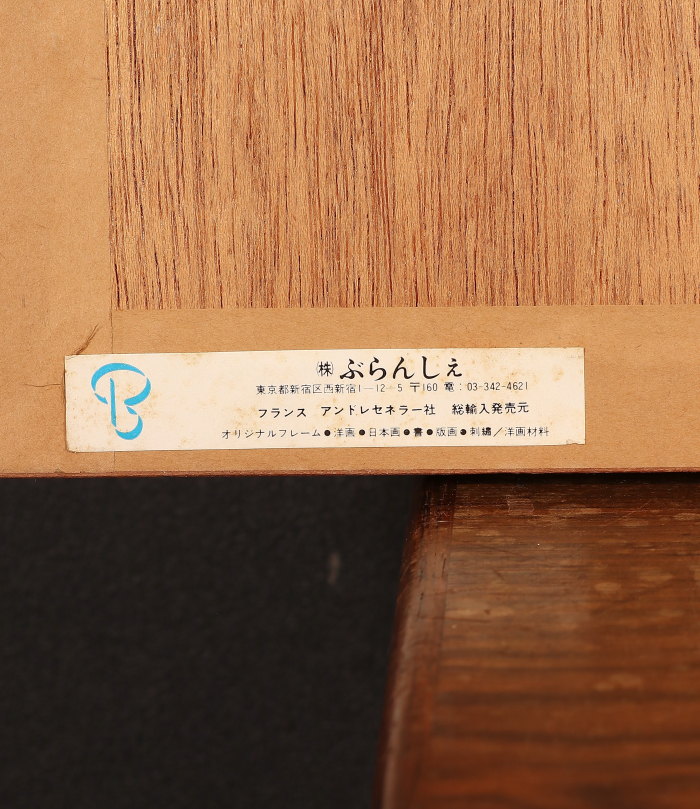 B
㈱ぶらんしぇ
東京都新宿区西新宿1-12-5 〒160 ☎:03-342-4621
フランス アンドレセネラー社 総輸入発売元
オリジナルフレーム●洋画●日本画●書●版画●刺繡/洋画材料